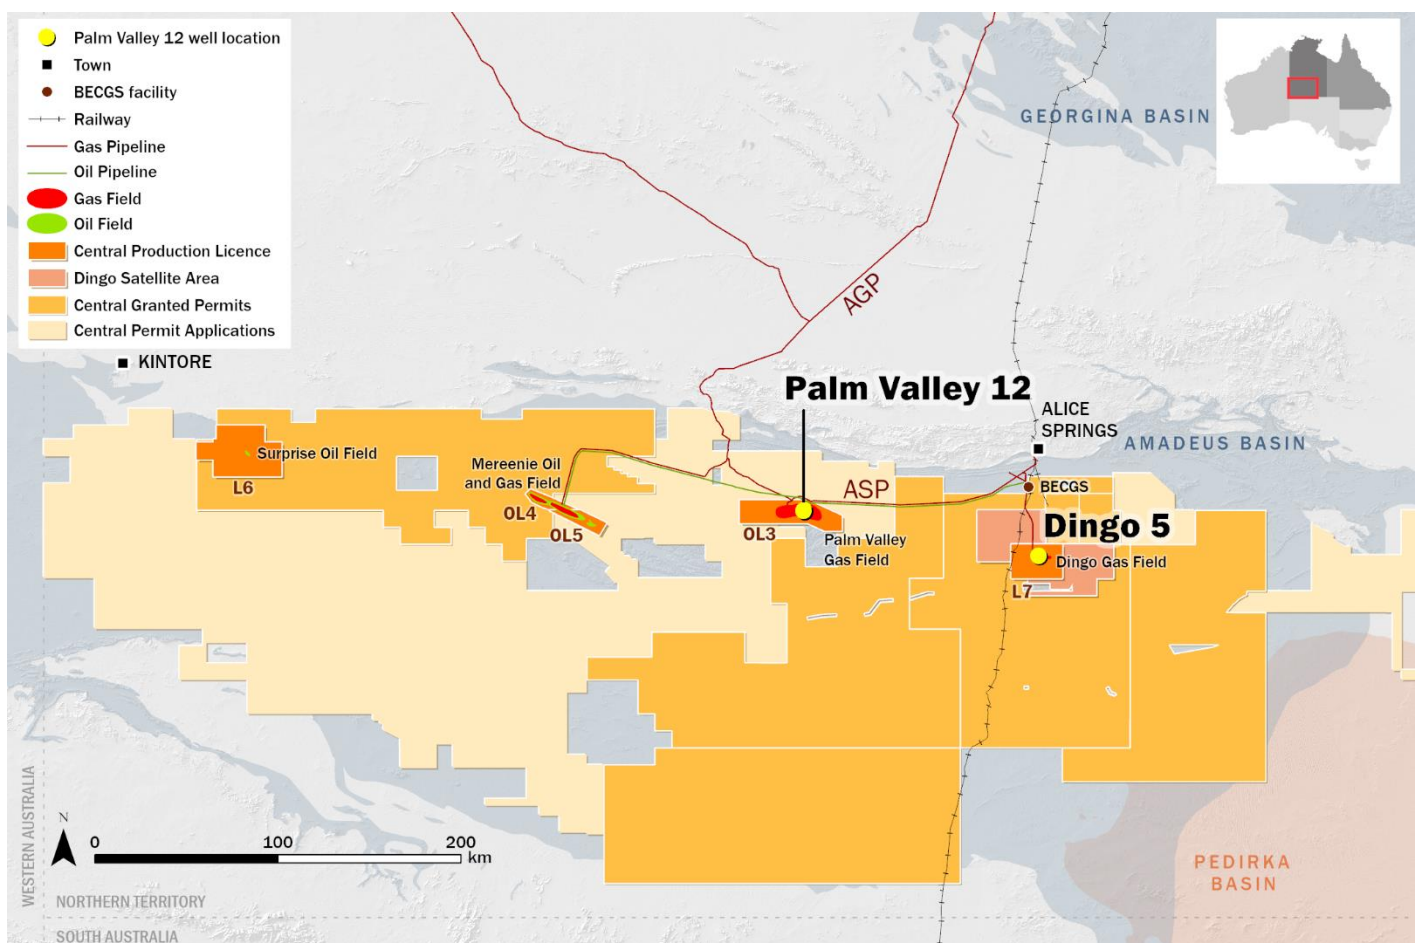 Palm Valley 12 well location
Town
BECGS facility
Railway
Gas Pipeline
Oil Pipeline
Gas Field
Oil Field
Central Production Licence
Dingo Satellite Area
Central Granted Permits
Central Permit Applications
GEORGINA BASIN
AGP
KINTORE
Palm Valley 12
ALICE
SPRINGS
AMADEUS BASIN
Surprise Oil Field
L6
Mereenie Oil
and Gas Field
OL4
OL5
ASP
BECGS
OL3
Palm Valley
Gas Field
Dingo 5
Dingo Gas Field
L7
WESTERN AUSTRALIA
N
0 100 200
km
PEDIRKA
BASIN
NORTHERN TERRITORY
SOUTH AUSTRALIA